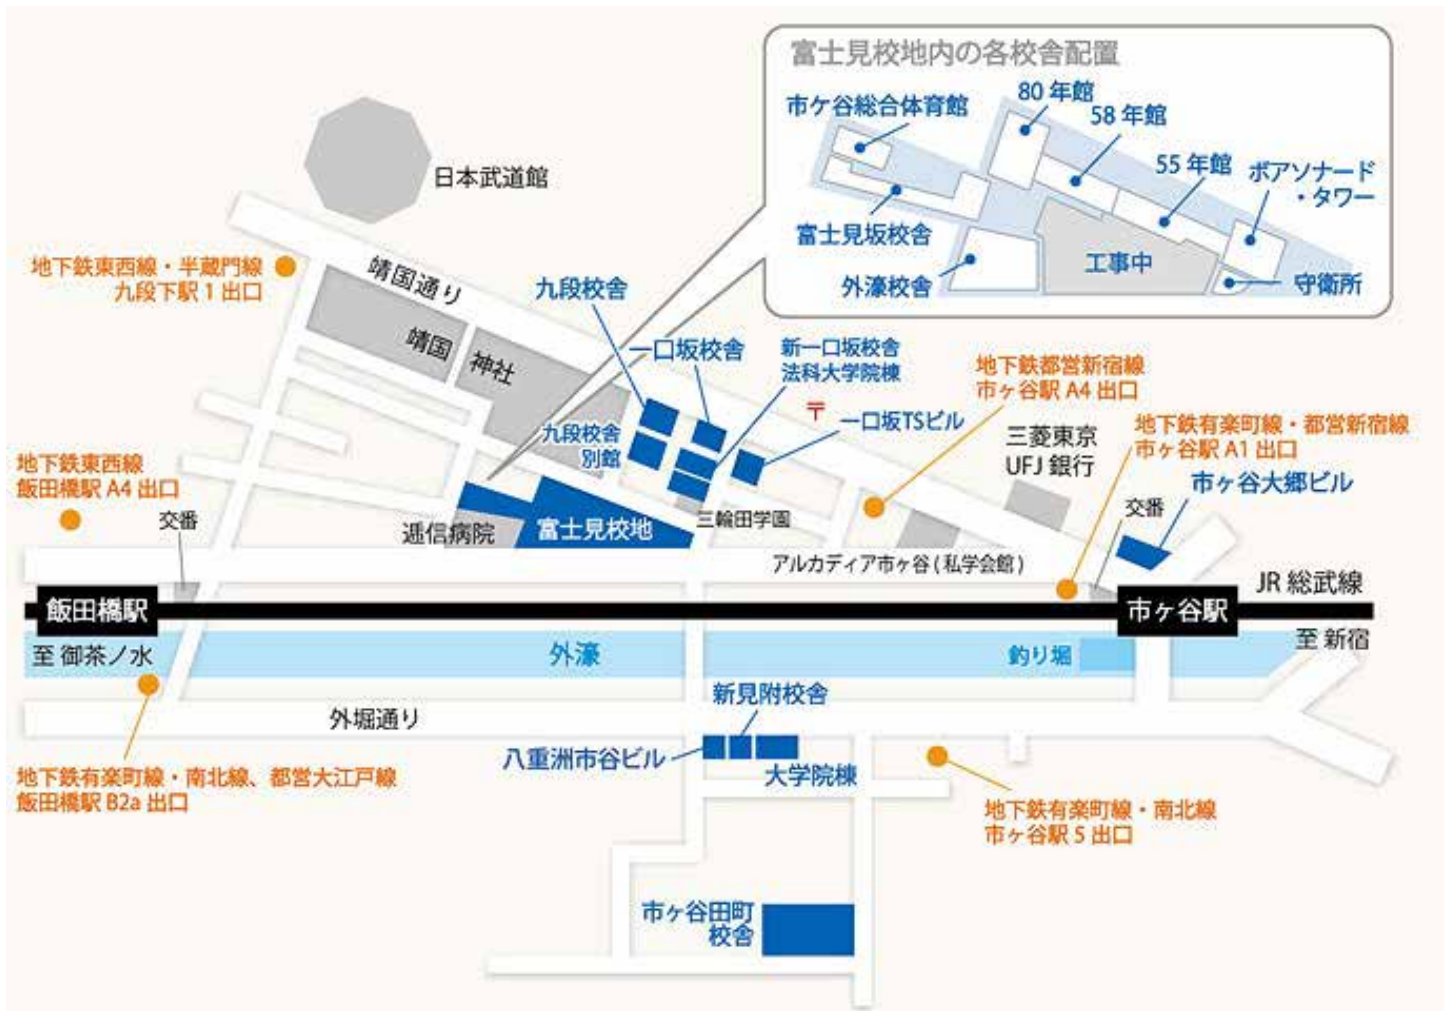 富士見校地内の各校舎配置
80 年館
市ケ谷総合体育館
58 年館
55 年館
ボアソナード
・タワー
富士見坂校舎
外濠校舎
工事中
守衛所
日本武道館
地下鉄東西線・半蔵門線
九段下駅 1 出口
靖国通り
九段校舎
靖国
神社
一口坂校舎
新一口坂校舎
法科大学院棟
地下鉄都営新宿線
市ヶ谷駅 A4 出口
〒
一口坂TSビル
地下鉄有楽町線・都営新宿線
市ヶ谷駅 A1 出口
三菱東京
UFJ 銀行
九段校舎
別館
市ヶ谷大郷ビル
地下鉄東西線
飯田橋駅 A4 出口
交番
交番
逓信病院
富士見校地
三輪田学園
アルカディア市ヶ谷 ( 私学会館 )
JR 総武線
飯田橋駅
市ヶ谷駅
至 御茶ノ水
外濠
釣り堀
至 新宿
外堀通り
新見附校舎
八重洲市谷ビル
大学院棟
地下鉄有楽町線・南北線、都営大江戸線
飯田橋駅 B2a 出口
地下鉄有楽町線・南北線
市ヶ谷駅 5 出口
市ヶ谷田町
校舎